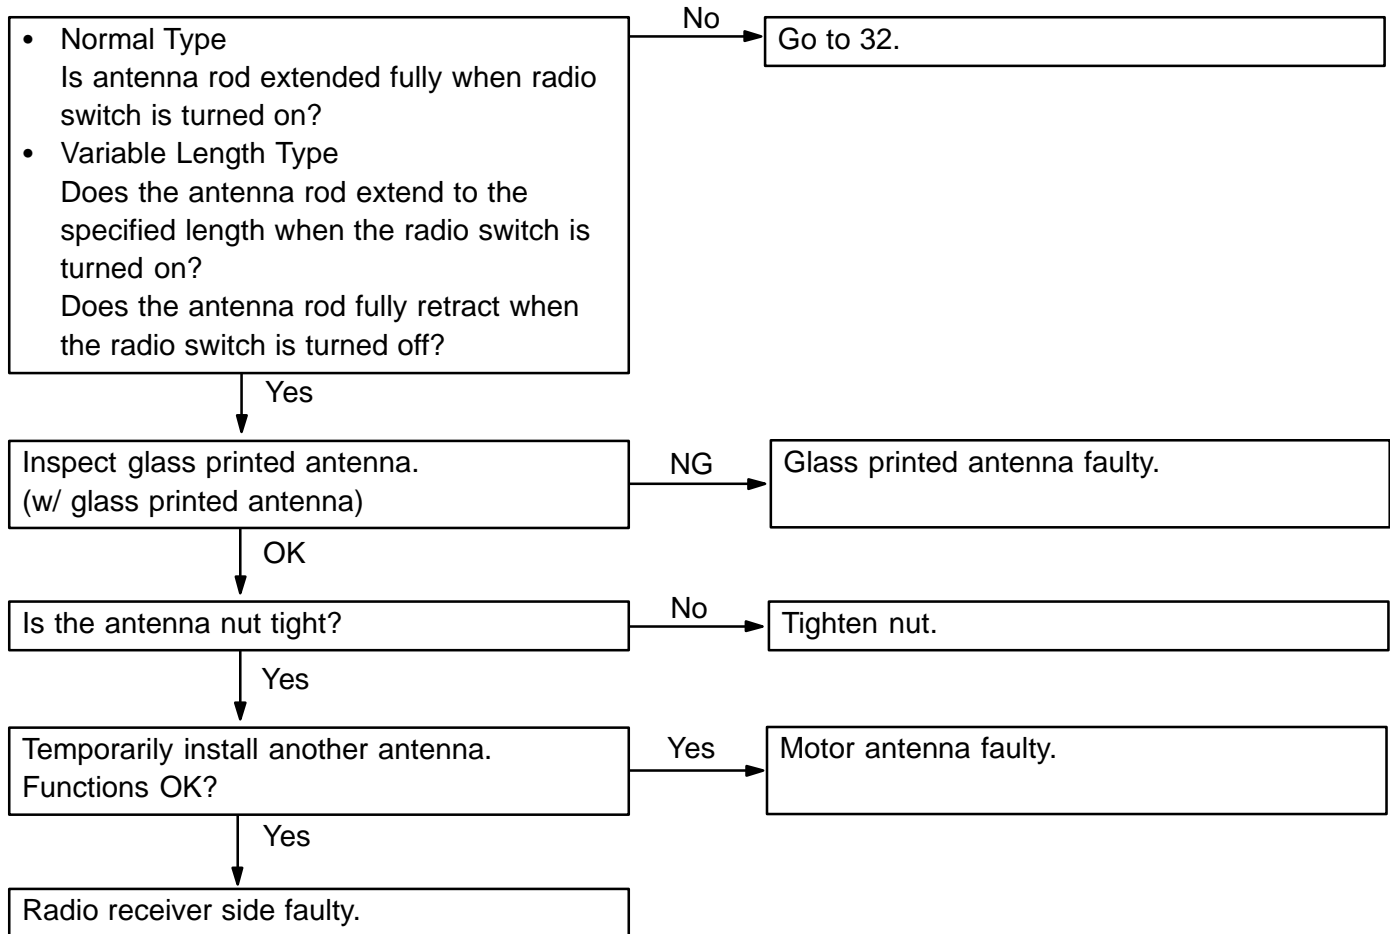 • Normal Type
Is antenna rod extended fully when radio
switch is turned on?
• Variable Length Type
Does the antenna rod extend to the
specified length when the radio switch is
turned on?
Does the antenna rod fully retract when
the radio switch is turned off?
No
Go to 32.
Yes
Inspect glass printed antenna.
(w/ glass printed antenna)
NG
Glass printed antenna faulty.
OK
Is the antenna nut tight?
No
Tighten nut.
Yes
Temporarily install another antenna.
Functions OK?
Yes
Motor antenna faulty.
Yes
Radio receiver side faulty.